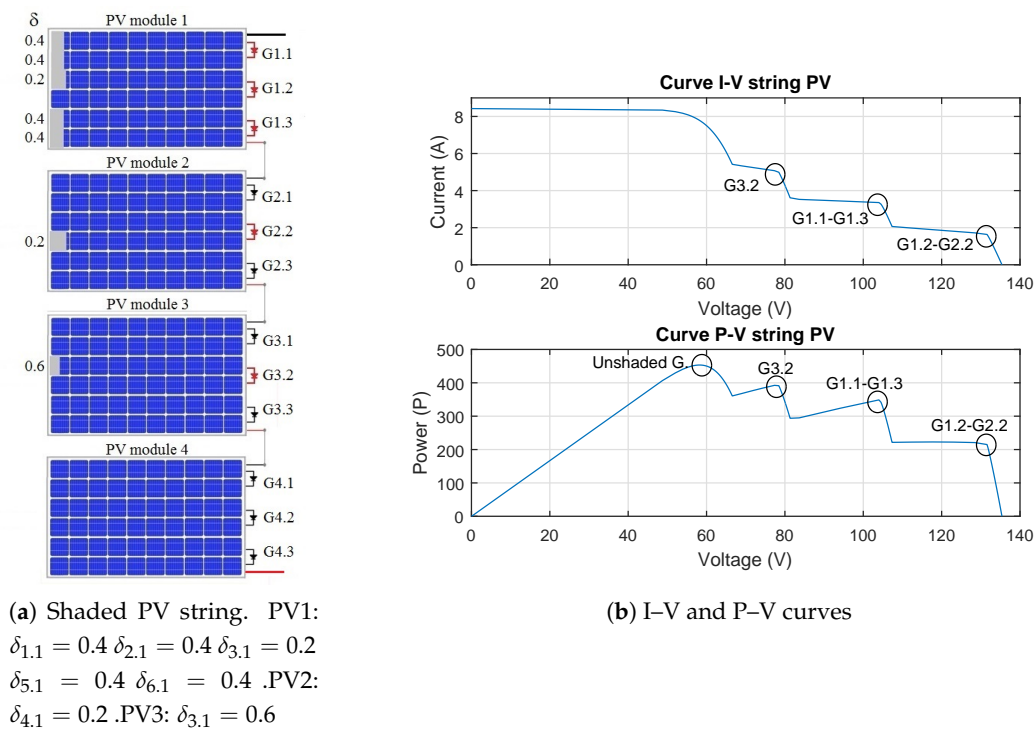 δ
PV module 1
0.4
0.4
0.2
0.4
0.4
G1.1
G1.2
G1.3
PV module 2
0.2
G2.1
G2.2
G2.3
PV module 3
0.6
G3.1
G3.2
G3.3
PV module 4
G4.1
G4.2
G4.3
(a) Shaded PV string. PV1:
δ1.1 = 0.4 δ2.1 = 0.4 δ3.1 = 0.2
δ5.1 = 0.4 δ6.1 = 0.4 .PV2:
δ4.1 = 0.2 .PV3: δ3.1 = 0.6
Curve I-V string PV
Current (A)
8
6
4
2
0
G3.2
G1.1-G1.3
G1.2-G2.2
0 20 40 60 80 100 120 140
Voltage (V)
Curve P-V string PV
Power (P)
500
400
300
200
100
0
Unshaded G.
G3.2
G1.1-G1.3
G1.2-G2.2
0 20 40 60 80 100 120 140
Voltage (V)
(b) I–V and P–V curves